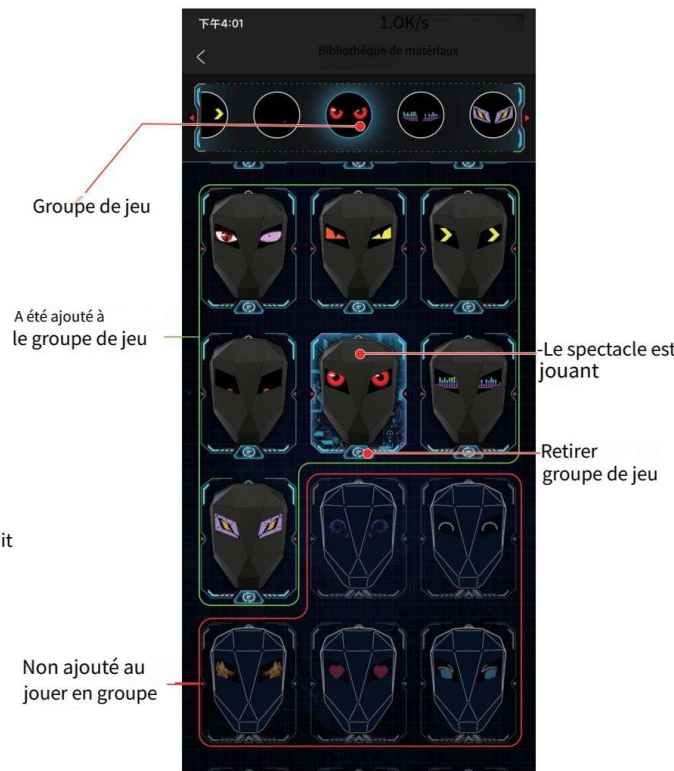 下午4:01
1.0K/s
Bibliothèque de matériaux
Groupe de jeu
A été ajouté à
le groupe de jeu
-Le spectacle est
jouant
Retirer
groupe de jeu
it
Non ajouté au
jouer en groupe